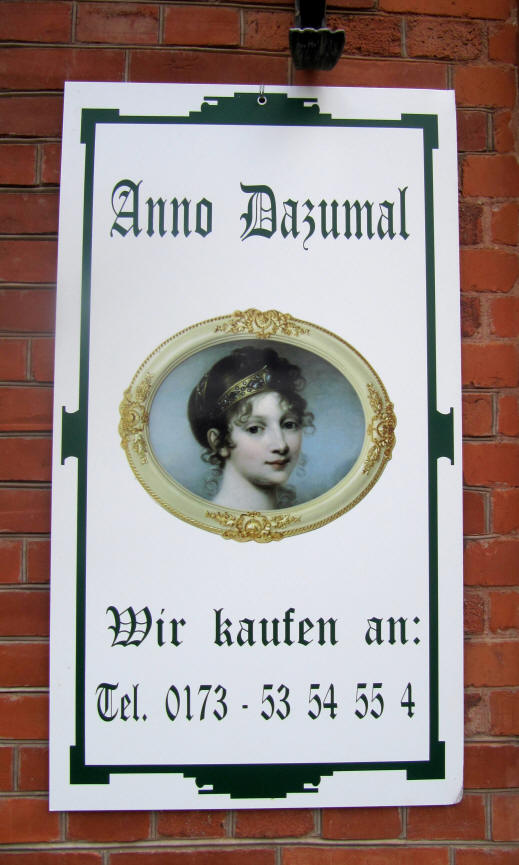 Anno Dazumal
Wir kaufen an:
Tel. 0173 - 53 54 55 4